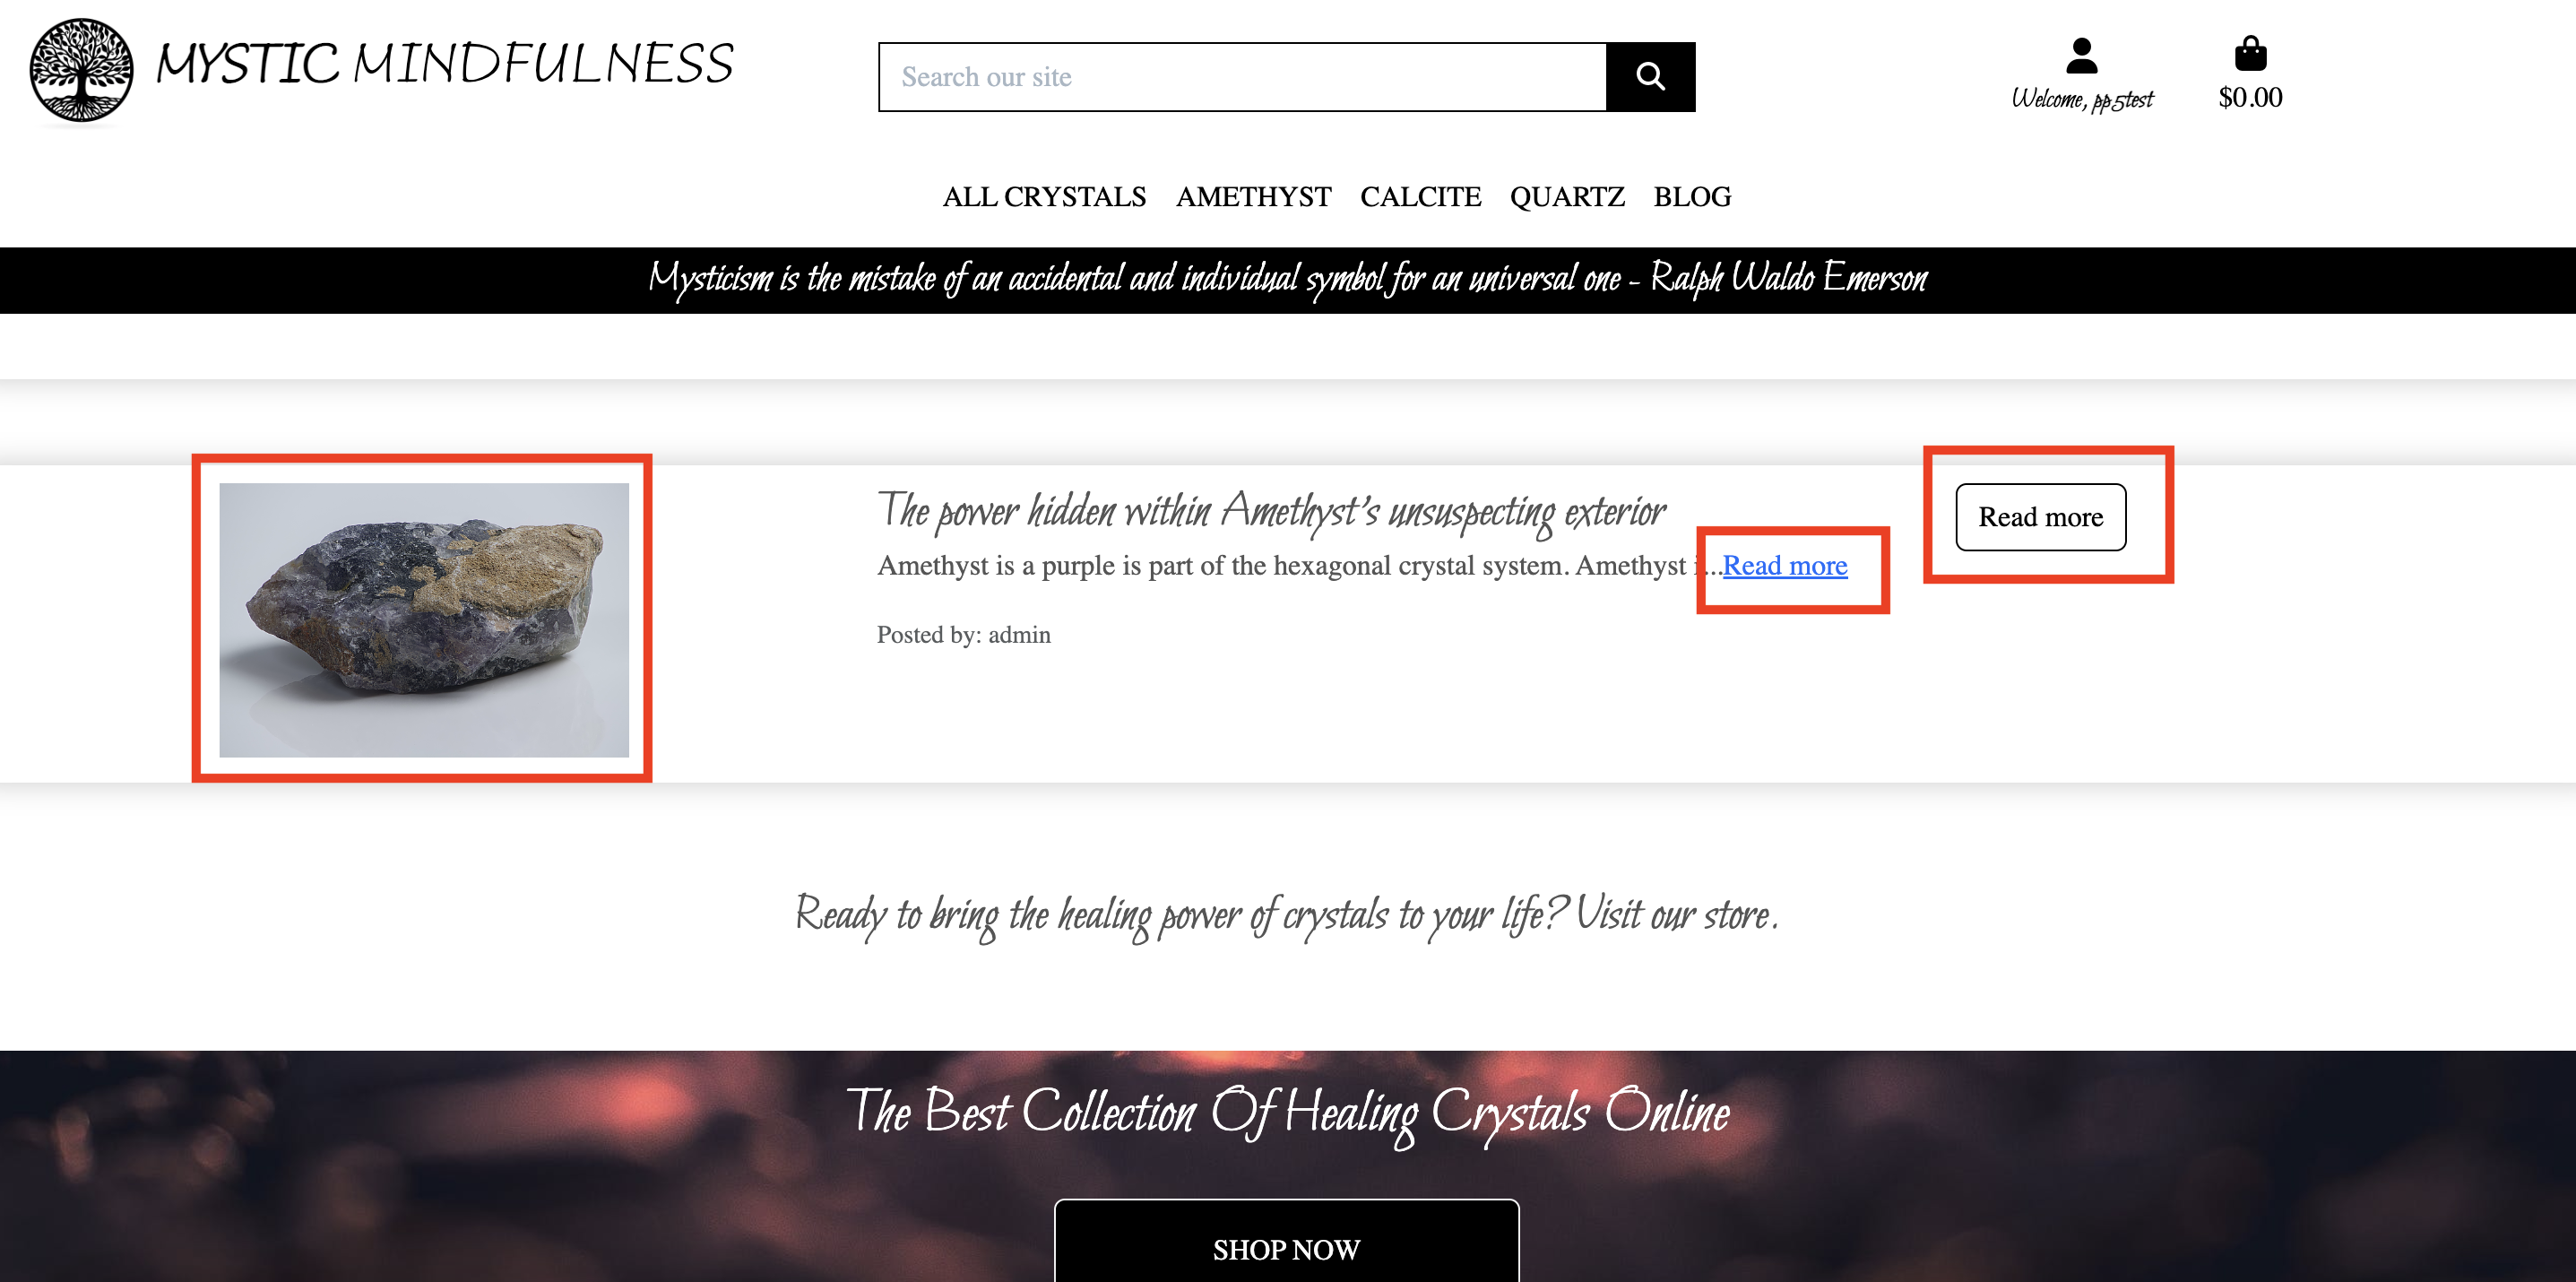 MYSTIC MINDFULNESS
Search our site
Welcome, pp5test
$0.00
ALL CRYSTALS AMETHYST CALCITE QUARTZ BLOG
Mysticism is the mistake of an accidental and individual symbol for an universal one - Ralph Waldo Emerson
The power hidden within Amethyst's unsuspecting exterior
Read more
Amethyst is a purple is part of the hexagonal crystal system. Amethyst i...Read more
Posted by: admin
Ready to bring the healing power of crystals to your life? Visit our store.
The Best Collection Of Healing Crystals Online
SHOP NOW